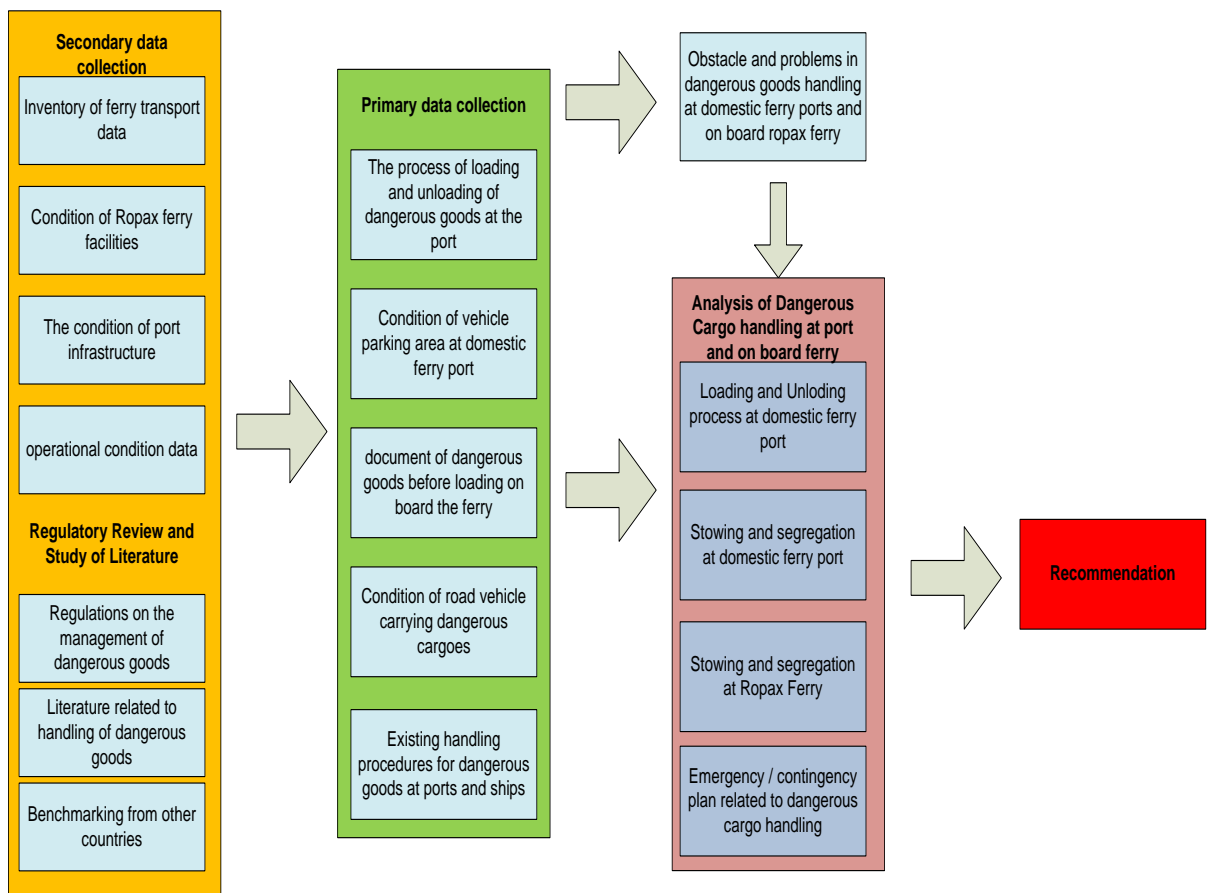 Secondary data
collection
Inventory of ferry transport
data
Condition of Ropax ferry
facilities
The condition of port
infrastructure
operational condition data
Regulatory Review and
Study of Literature
Regulations on the
management of
dangerous goods
Literature related to
handling of dangerous
goods
Benchmarking from other
countries
Primary data collection
The process of loading
and unloading of
dangerous goods at the
port
Condition of vehicle
parking area at domestic
ferry port
document of dangerous
goods before loading on
board the ferry
Condition of road vehicle
carrying dangerous
cargoes
Existing handling
procedures for dangerous
goods at ports and ships
Obstacle and problems in
dangerous goods handling
at domestic ferry ports and
on board ropax ferry
Analysis of Dangerous
Cargo handling at port
and on board ferry
Loading and Unloding
process at domestic ferry
port
Stowing and segregation
at domestic ferry port
Stowing and segregation
at Ropax Ferry
Emergency / contingency
plan related to dangerous
cargo handling
Recommendation